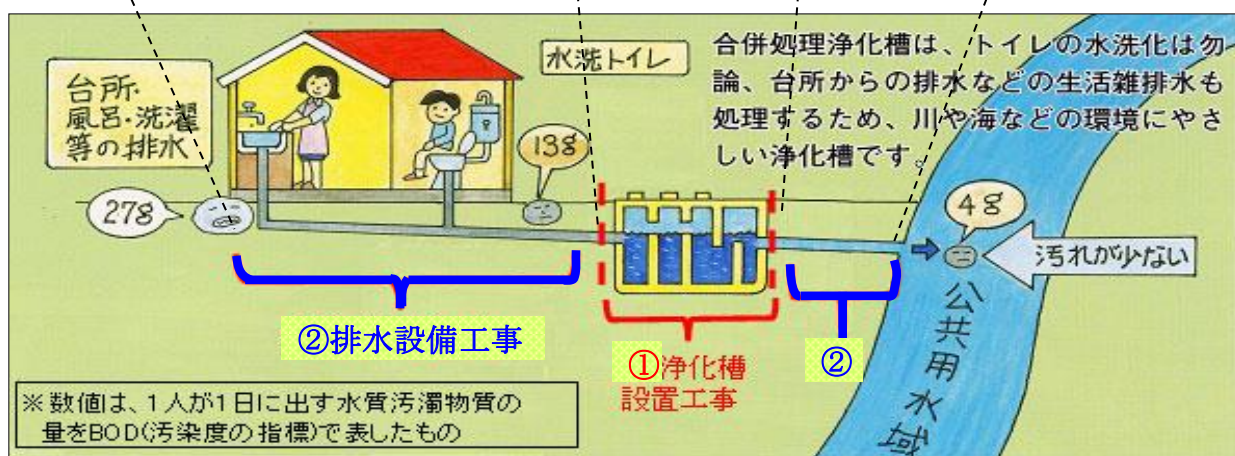 台所・
風呂・洗濯
等の排水
水洗トイレ
合併処理浄化槽は、トイレの水洗化は勿
論、台所からの排水などの生活雑排水も
処理するため、川や海などの環境にやさ
しい浄化槽です。
27g
13g
4g
汚れが少ない
公共用水域
②排水設備工事
①浄化槽
設置工事
②
※数値は、1人が1日に出す水質汚濁物質の
量をBOD(汚染度の指標)で表したもの